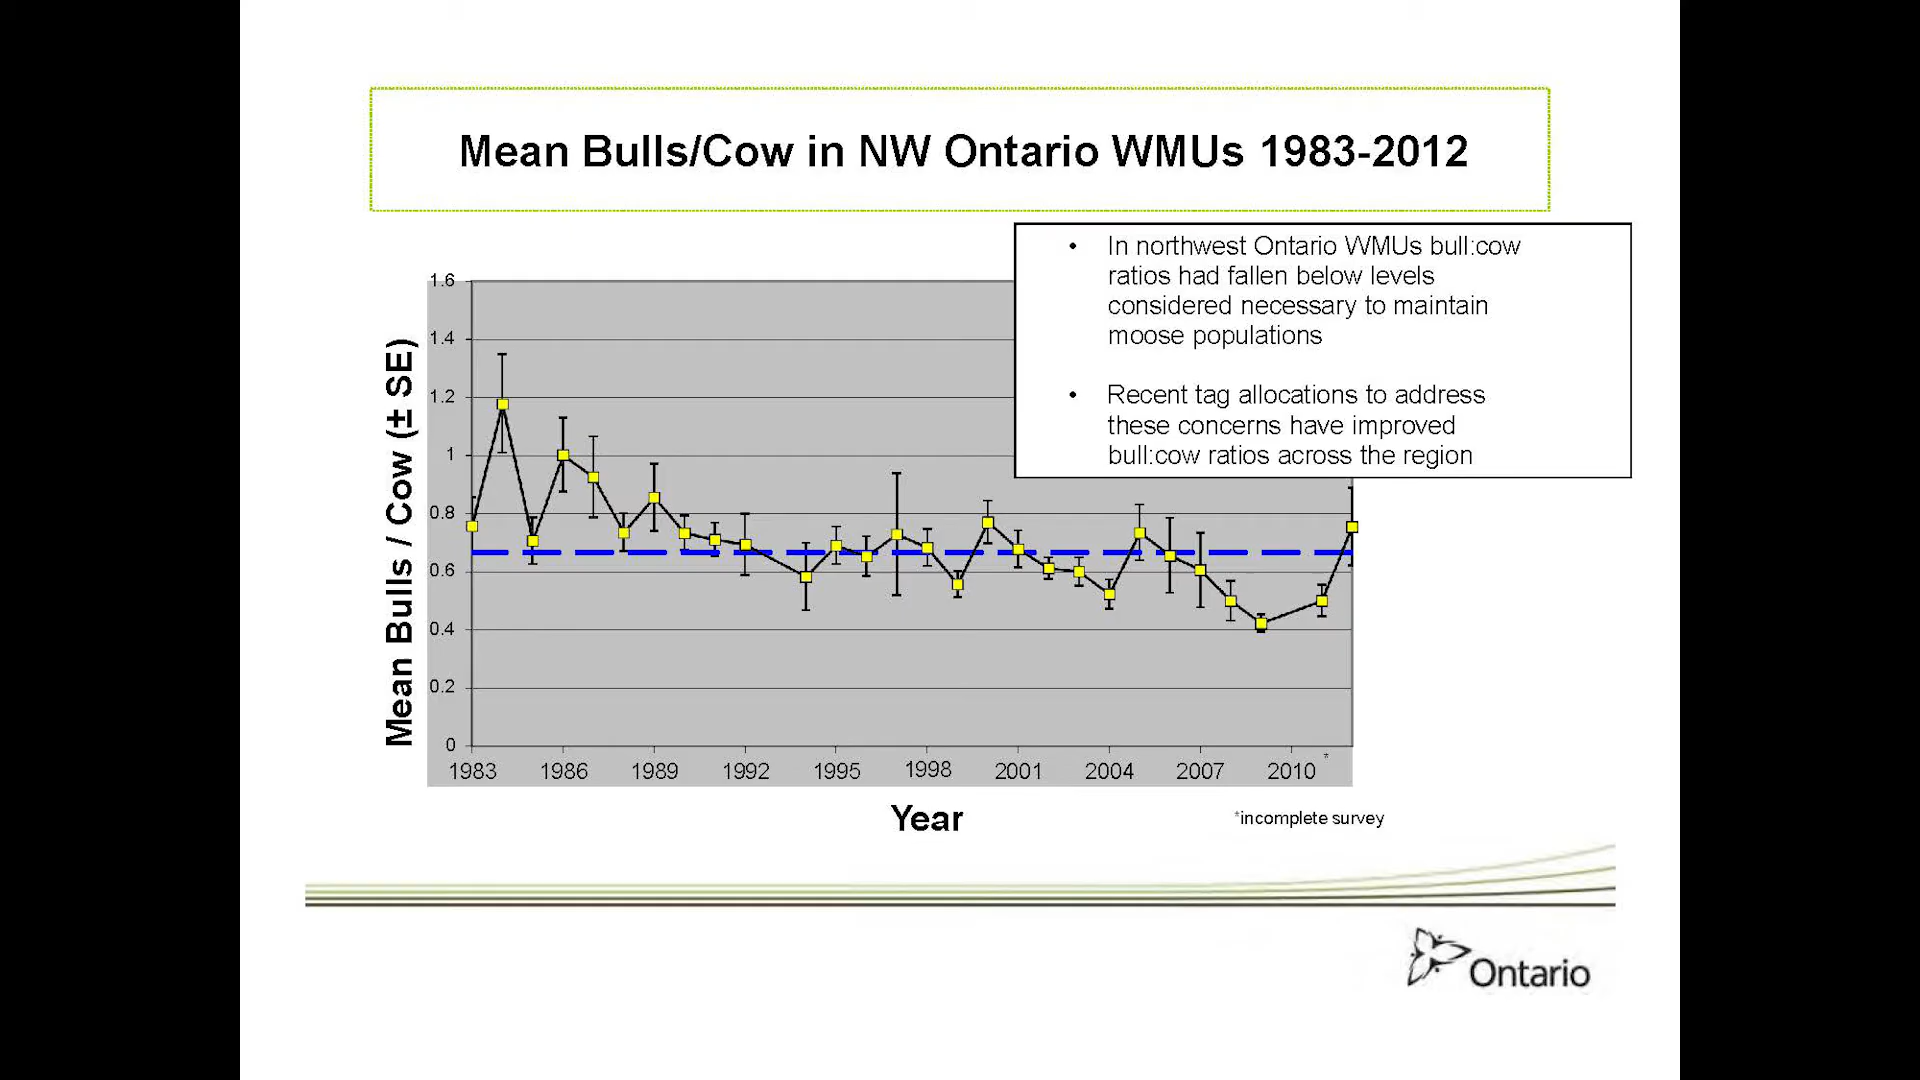 Mean Bulls/Cow in NW Ontario WMUs 1983-2012
• In northwest Ontario WMUs bull:cow
ratios had fallen below levels
considered necessary to maintain
moose populations
• Recent tag allocations to address
these concerns have improved
bull:cow ratios across the region
Mean Bulls / Cow (± SE)
1.6
1.4
1.2
1
0.8
0.6
0.4
0.2
0
1983 1986 1989 1992 1995 1998 2001 2004 2007 2010 *
Year
*incomplete survey
Ontario